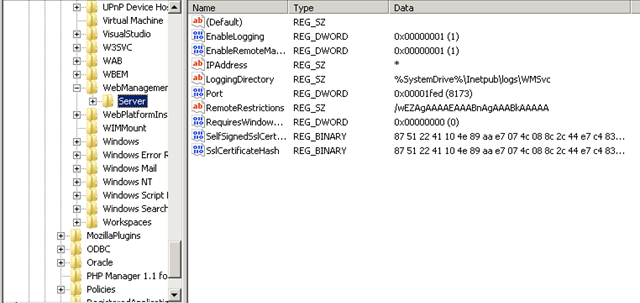 UPnP Device Host
Virtual Machine
VisualStudio
W3SVC
WAB
WBEM
WebManagemer
Server
WebPlatformIns
WIMMount
Windows
Windows Error R
Windows Mail
Windows NT
Windows Script I
Windows Search
Workspaces
MozillaPlugins
ODBC
Oracle
PHP Manager 1.1 fo
Policies
RegisteredApplication
Name Type Data
(Default) REG_SZ
EnableLogging REG_DWORD 0x00000001 (1)
EnableRemoteMa... REG_DWORD 0x00000001 (1)
IPAddress REG_SZ *
LoggingDirectory REG_SZ %SystemDrive%\Inetpub\logs\WMSvc
Port REG_DWORD 0x00001fed (8173)
RemoteRestrictions REG_SZ /wEZAgAAAAEAAABnAgAAABkAAAAA
RequiresWindow... REG_DWORD 0x00000000 (0)
SelfSignedSslCert... REG_BINARY 87 51 22 41 10 4e 89 aa e7 07 4c 08 8c 2c 44 e7 c4 83...
SslCertificateHash REG_BINARY 87 51 22 41 10 4e 89 aa e7 07 4c 08 8c 2c 44 e7 c4 83...